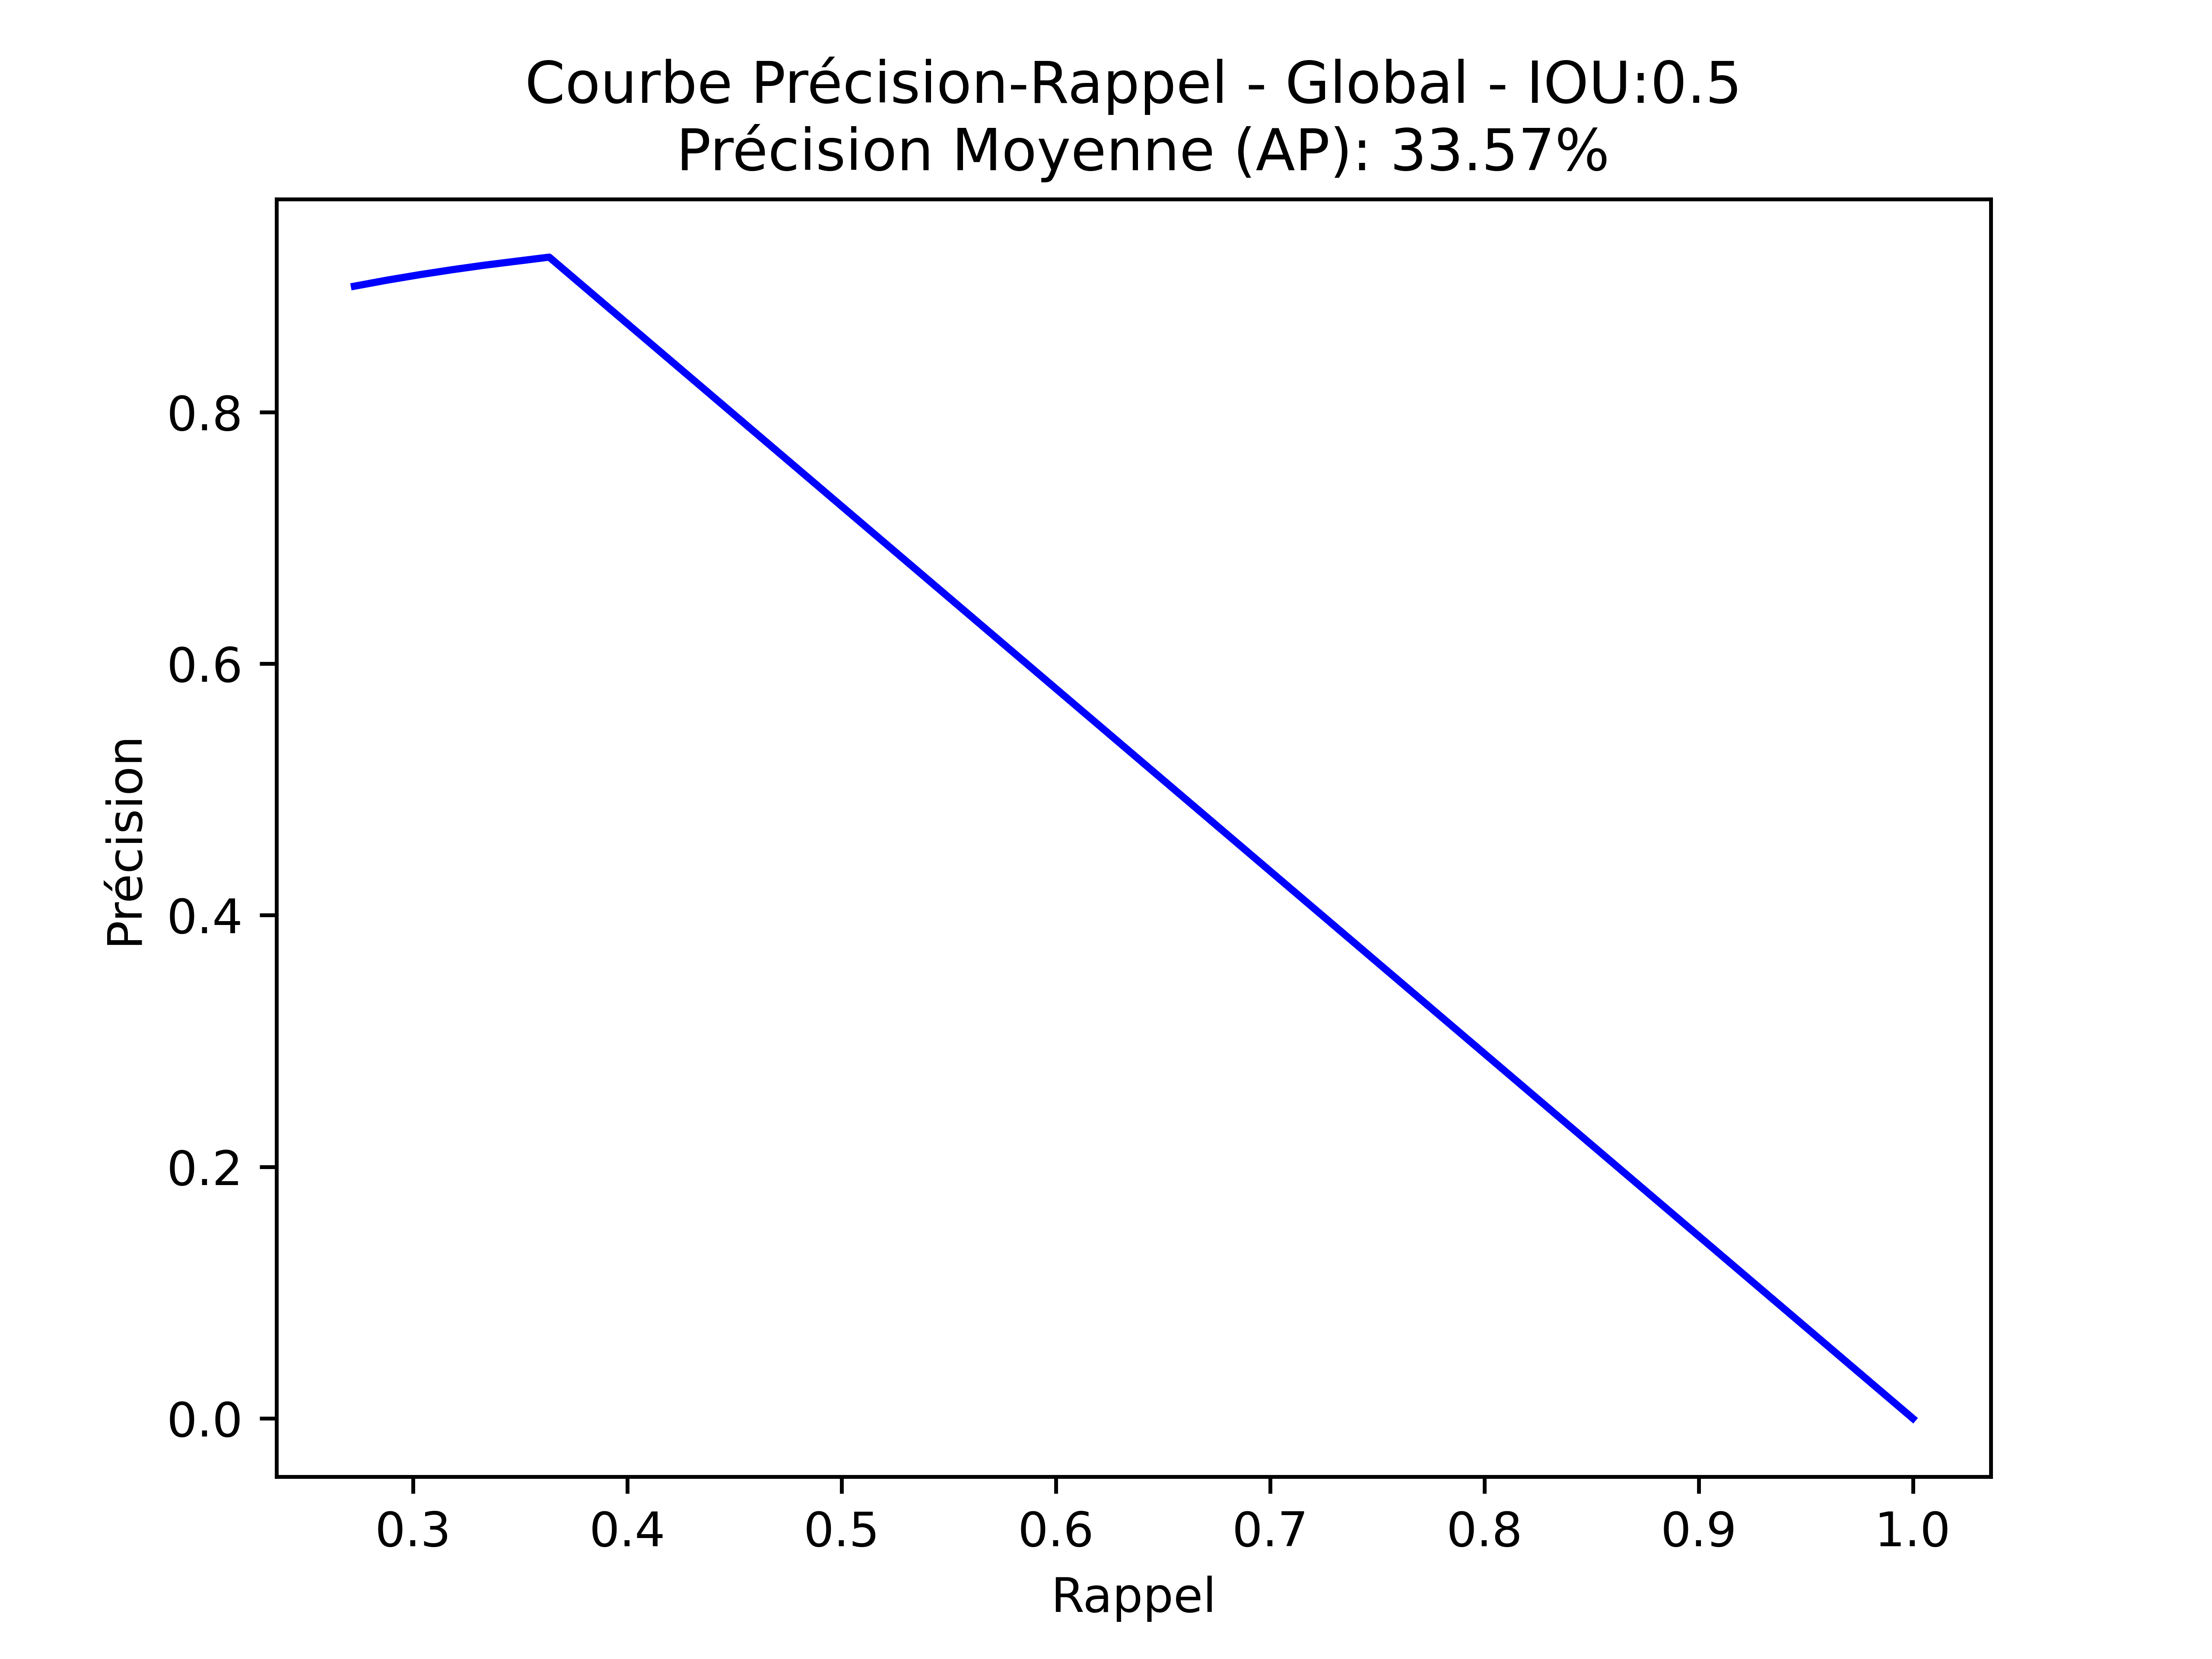 Courbe Précision-Rappel - Global - IOU:0.5
Précision Moyenne (AP): 33.57%
Précision
0.8
0.6
0.4
0.2
0.0
0.3 0.4 0.5 0.6 0.7 0.8 0.9 1.0
Rappel